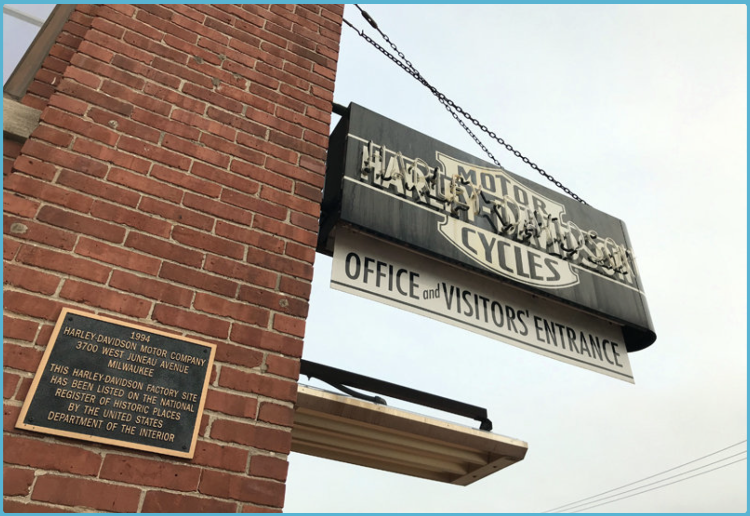 MOTOR
HARLEY-DAVIDSON
CYCLES
OFFICE and VISITORS' ENTRANCE
1994
HARLEY-DAVIDSON MOTOR COMPANY
3700 WEST JUNEAU AVENUE
MILWAUKEE
THIS HARLEY-DAVIDSON FACTORY SITE
HAS BEEN LISTED ON THE NATIONAL
REGISTER OF HISTORIC PLACES
BY THE UNITED STATES
DEPARTMENT OF THE INTERIOR